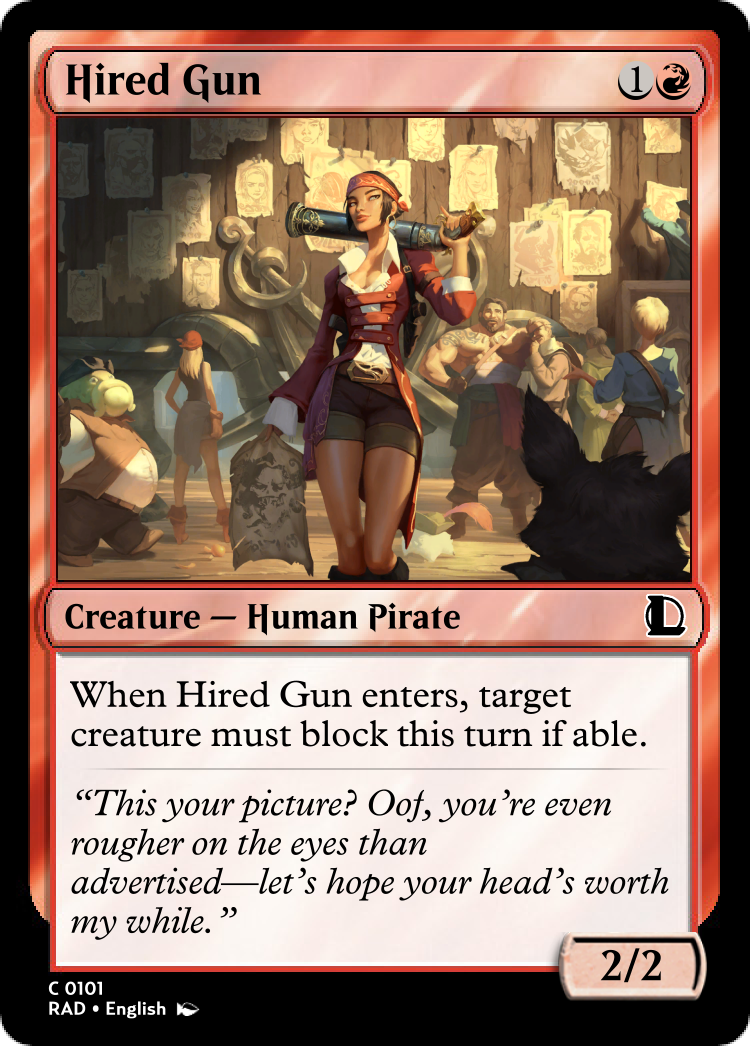 Hired Gun
1
Creature — Human Pirate
When Hired Gun enters, target
creature must block this turn if able.
“This your picture? Oof, you’re even
rougher on the eyes than
advertised—let’s hope your head’s worth
my while.”
2/2
C 0101
RAD • English